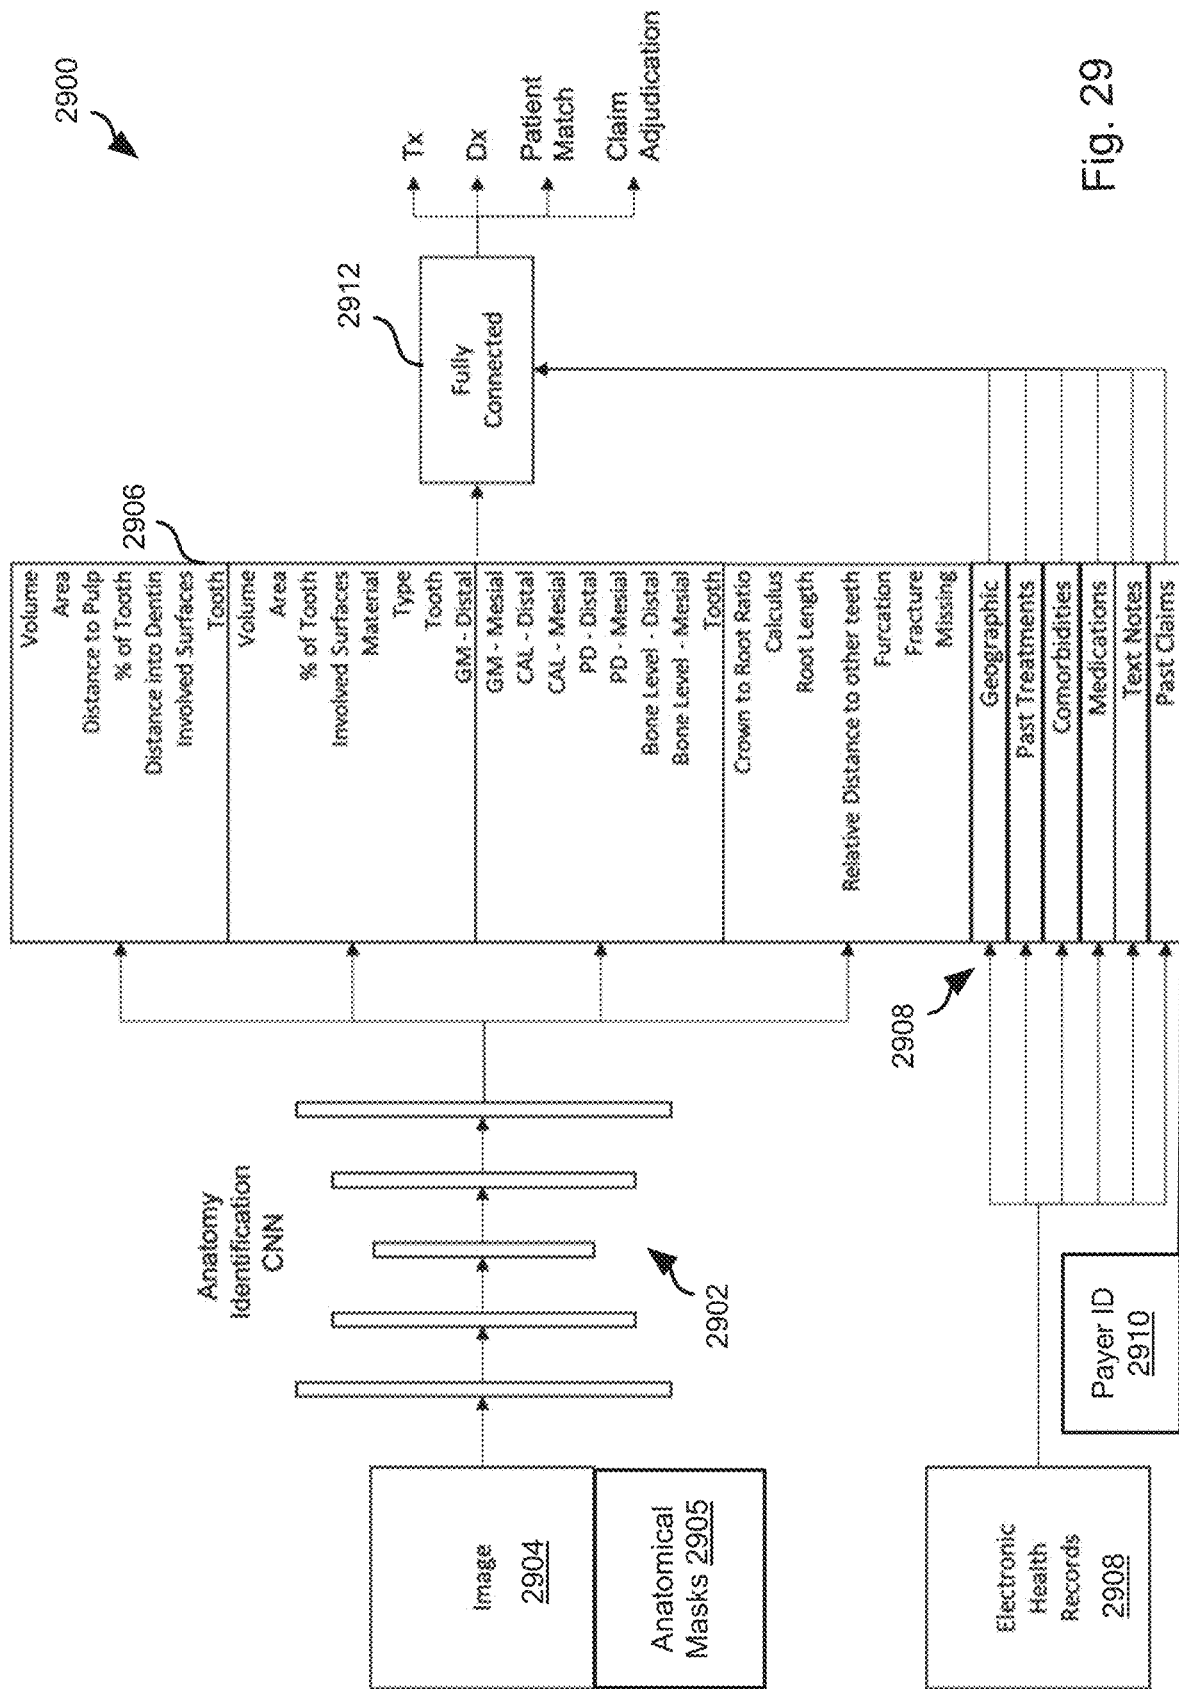 2900
Anatomy
Identification
CNN
2902
Image
2904
Anatomical
Masks 2905
Volume
Area
Distance to Pulp
% of Tooth
Distance into Dentin
Involved Surfaces
Tooth
2906
Volume
Area
% of Tooth
Involved Surfaces
Material
Type
Tooth
GM - Distal
GM - Mesial
CAL - Distal
CAL - Mesial
PD - Distal
PD - Mesial
Bone Level - Distal
Bone Level - Mesial
Tooth
Crown to Root Ratio
Calculus
Root Length
Relative Distance to other teeth
Furcation
Fracture
Missing
2908
Geographic
Past Treatments
Comorbidities
Medications
Text Notes
Past Claims
Electronic
Health
Records
2908
Payer ID
2910
2912
Fully
Connected
Tx
Dx
Patient
Match
Claim
Adjudication
Fig. 29